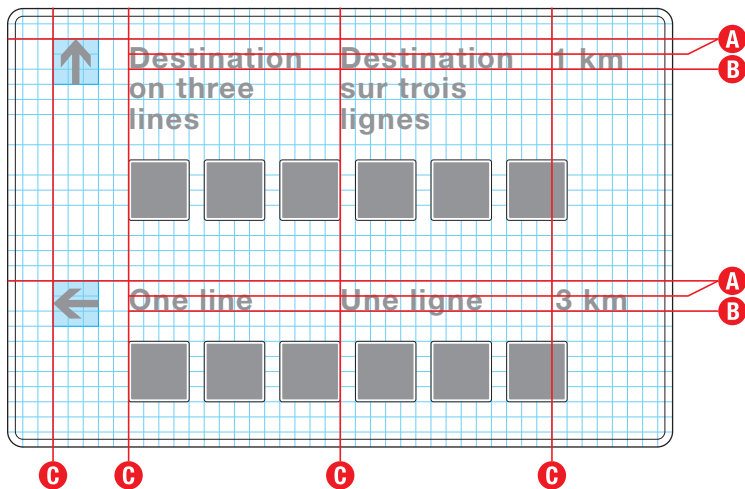 A
Destination Destination 1 km
B
on three sur trois
lines lignes
A
One line Une ligne 3 km
B
C C C C